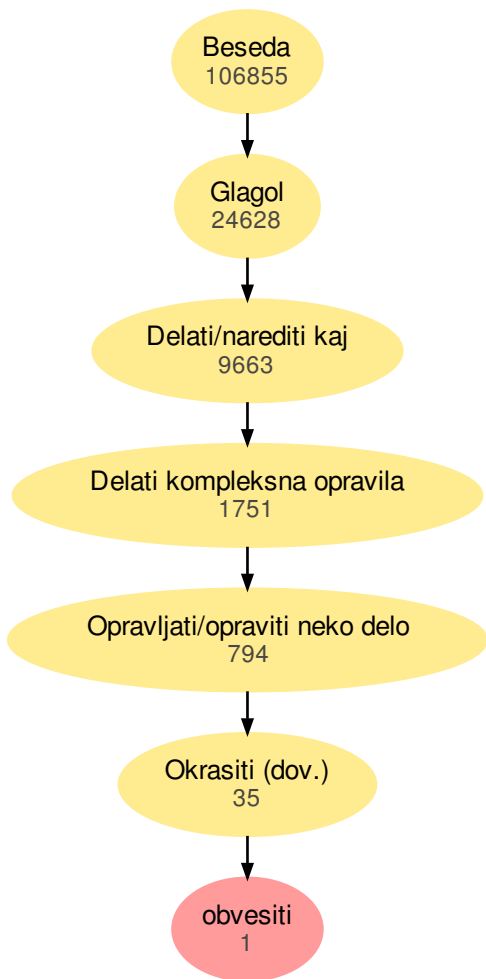 Beseda
106855
Glagol
24628
Delati/narediti kaj
9663
Delati kompleksna opravila
1751
Opravljati/opraviti neko delo
794
Okrasiti (dov.)
35
obvesiti
1